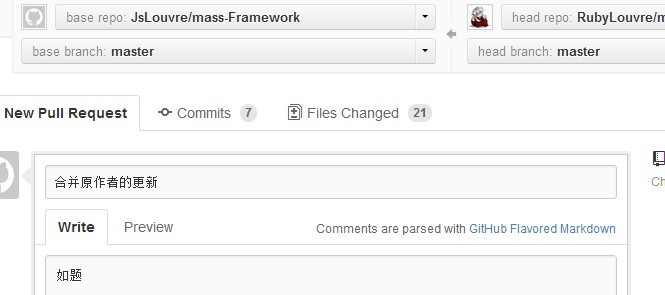 base repo: JsLouvre/mass-Framework
head repo: RubyLouvre/m
base branch: master
head branch: master
New Pull Request
Commits 7
Files Changed 21
合并原作者的更新
Ch
Write
Preview
Comments are parsed with GitHub Flavored Markdown
如题